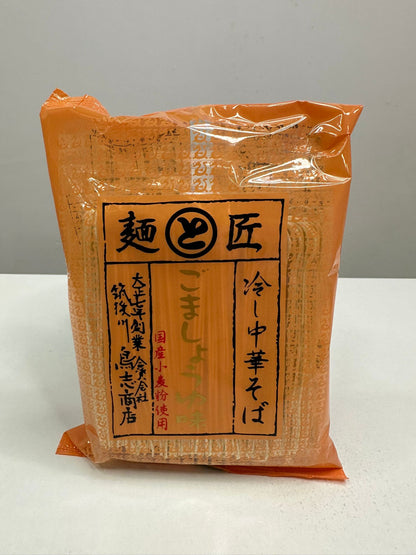 麺 と 匠
冷し中華そば
ごましょうゆ味
国産小麦粉使用
大正七年創業 合資会社
筑後川 鳥志商店